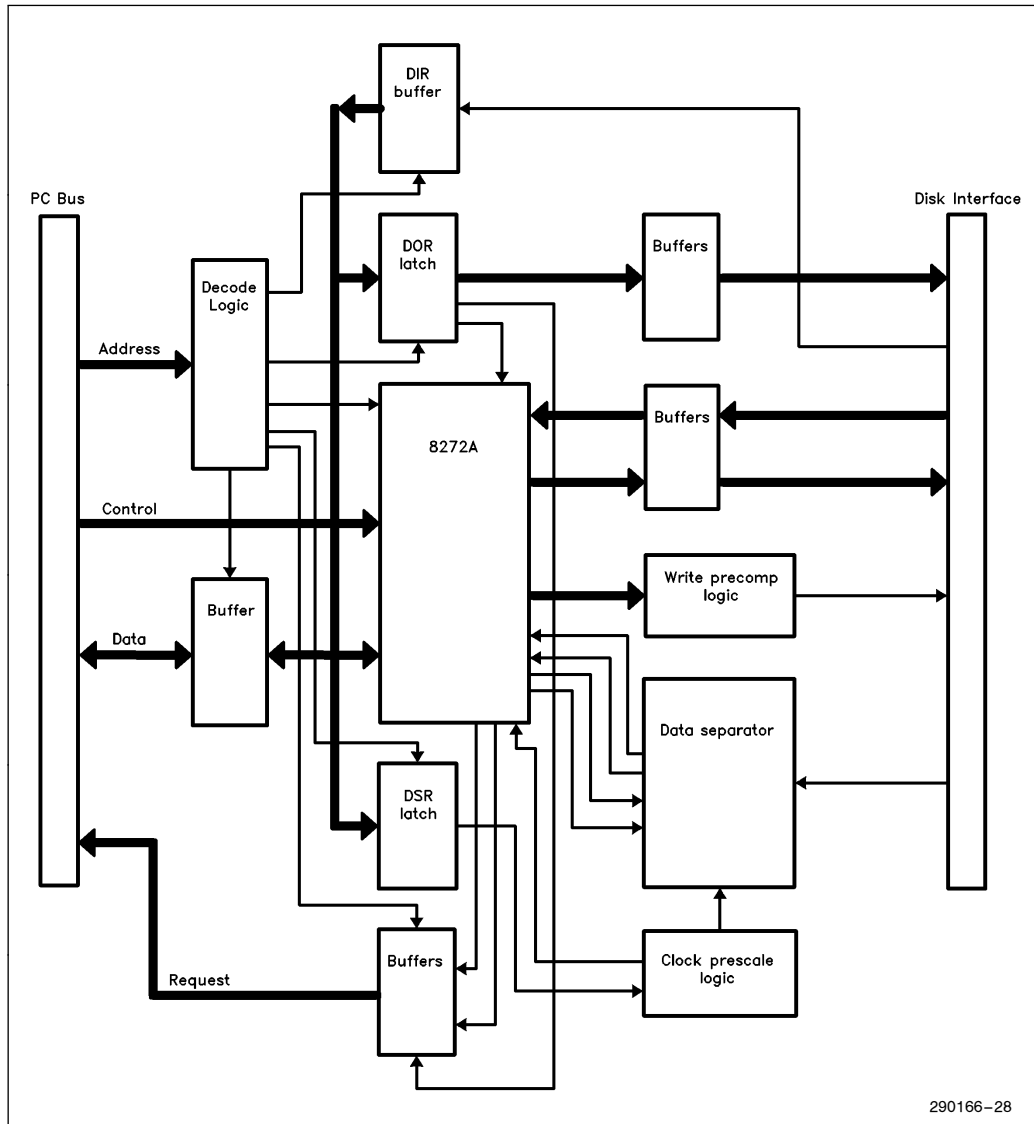 DIR
buffer
PC Bus
Disk Interface
DOR
latch
Buffers
Decode
Logic
Address
Buffers
8272A
Control
Write precomp
logic
Buffer
Data
Data separator
DSR
latch
Buffers
Clock prescale
logic
Request
290166-28